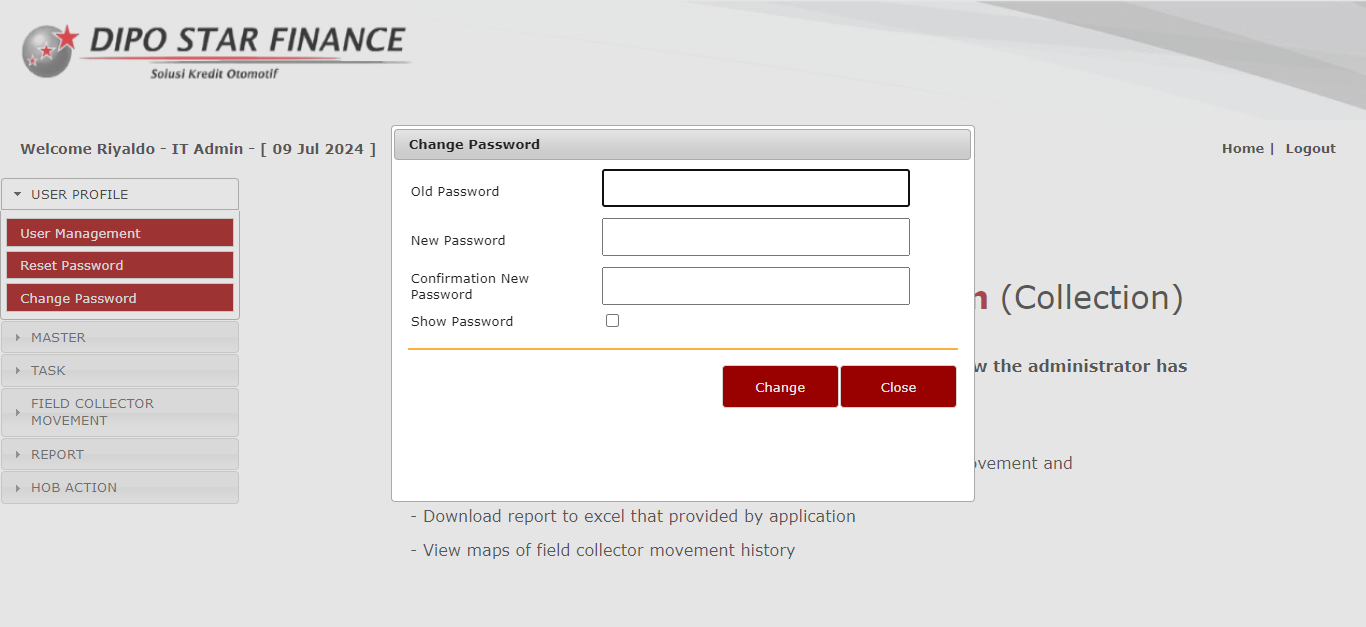 DIPO STAR FINANCE
Solusi Kredit Otomotif
Welcome Riyaldo - IT Admin - [ 09 Jul 2024 ]
Home | Logout
USER PROFILE
User Management
Reset Password
Change Password
MASTER
TASK
FIELD COLLECTOR
MOVEMENT
REPORT
HOB ACTION
Change Password
Old Password
New Password
Confirmation New
Password
Show Password
Change
Close
(Collection)
the administrator has
and
- Download report to excel that provided by application
- View maps of field collector movement history